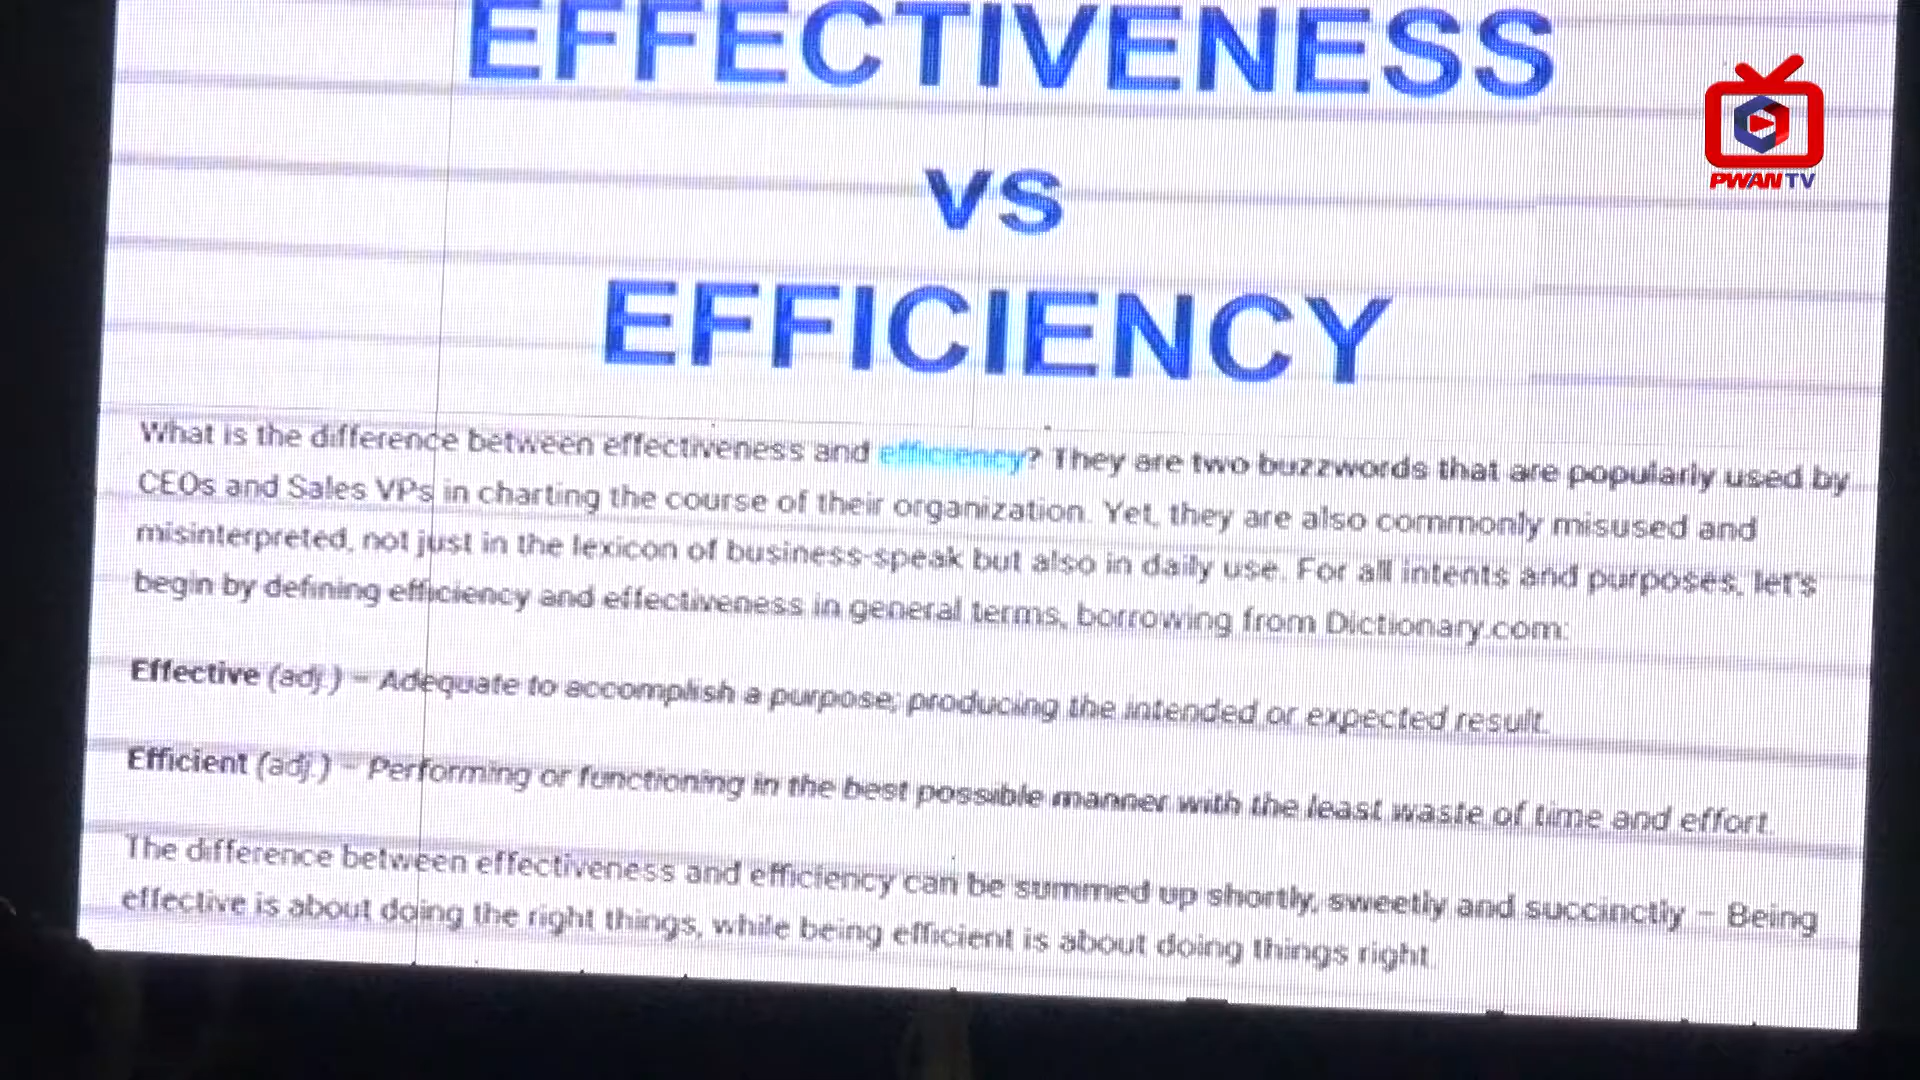 EFFECTIVENESS
vs
EFFICIENCY
PWAN TV
What is the difference between effectiveness and efficiency? They are two buzzwords that are popularly used by
CEOs and Sales VPs in charting the course of their organization. Yet, they are also commonly misused and
misinterpreted, not just in the lexicon of business-speak but also in daily use. For all intents and purposes, let's
begin by defining efficiency and effectiveness in general terms, borrowing from Dictionary.com:
Effective (adj.) – Adequate to accomplish a purpose; producing the intended or expected result.
Efficient (adj.) – Performing or functioning in the best possible manner with the least waste of time and effort.
The difference between effectiveness and efficiency can be summed up shortly, sweetly and succinctly – Being
effective is about doing the right things, while being efficient is about doing things right.